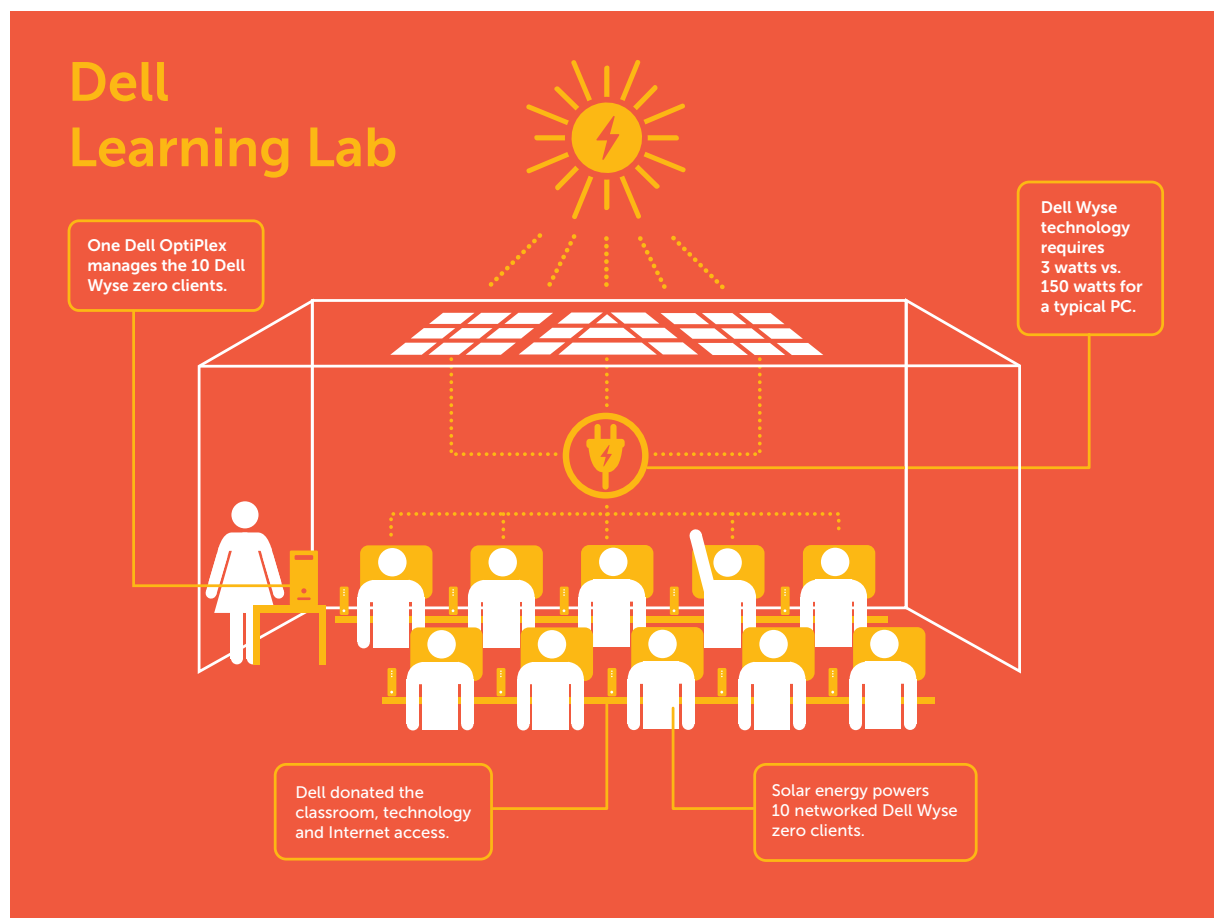 Dell
Learning Lab
One Dell OptiPlex
manages the 10 Dell
Wyse zero clients.
Dell Wyse
technology
requires
3 watts vs.
150 watts for
a typical PC.
Dell donated the
classroom, technology
and Internet access.
Solar energy powers
10 networked Dell Wyse
zero clients.